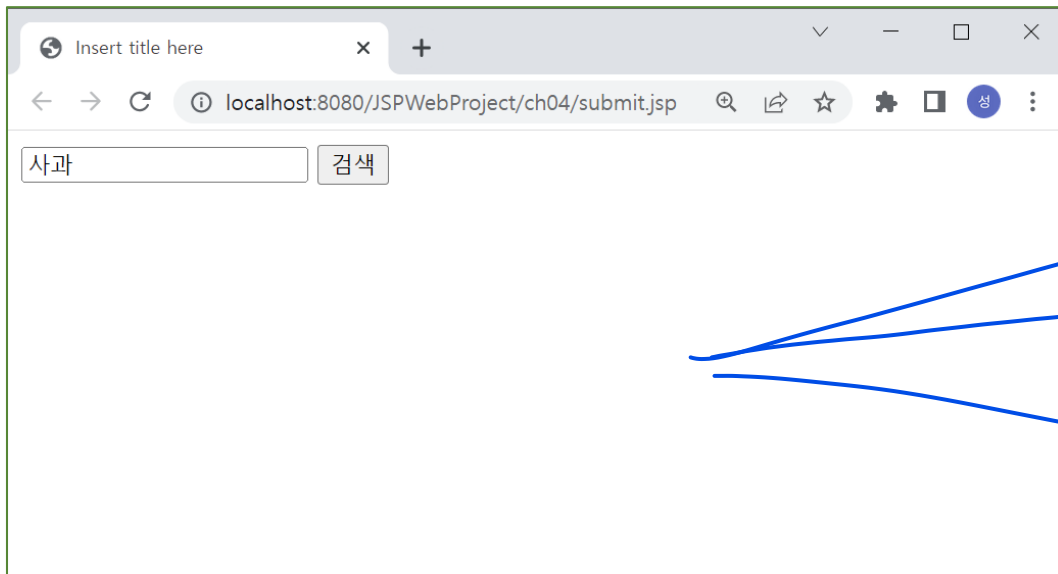 Insert title here
localhost:8080/JSPWebProject/ch04/submit.jsp
성
사과 검색